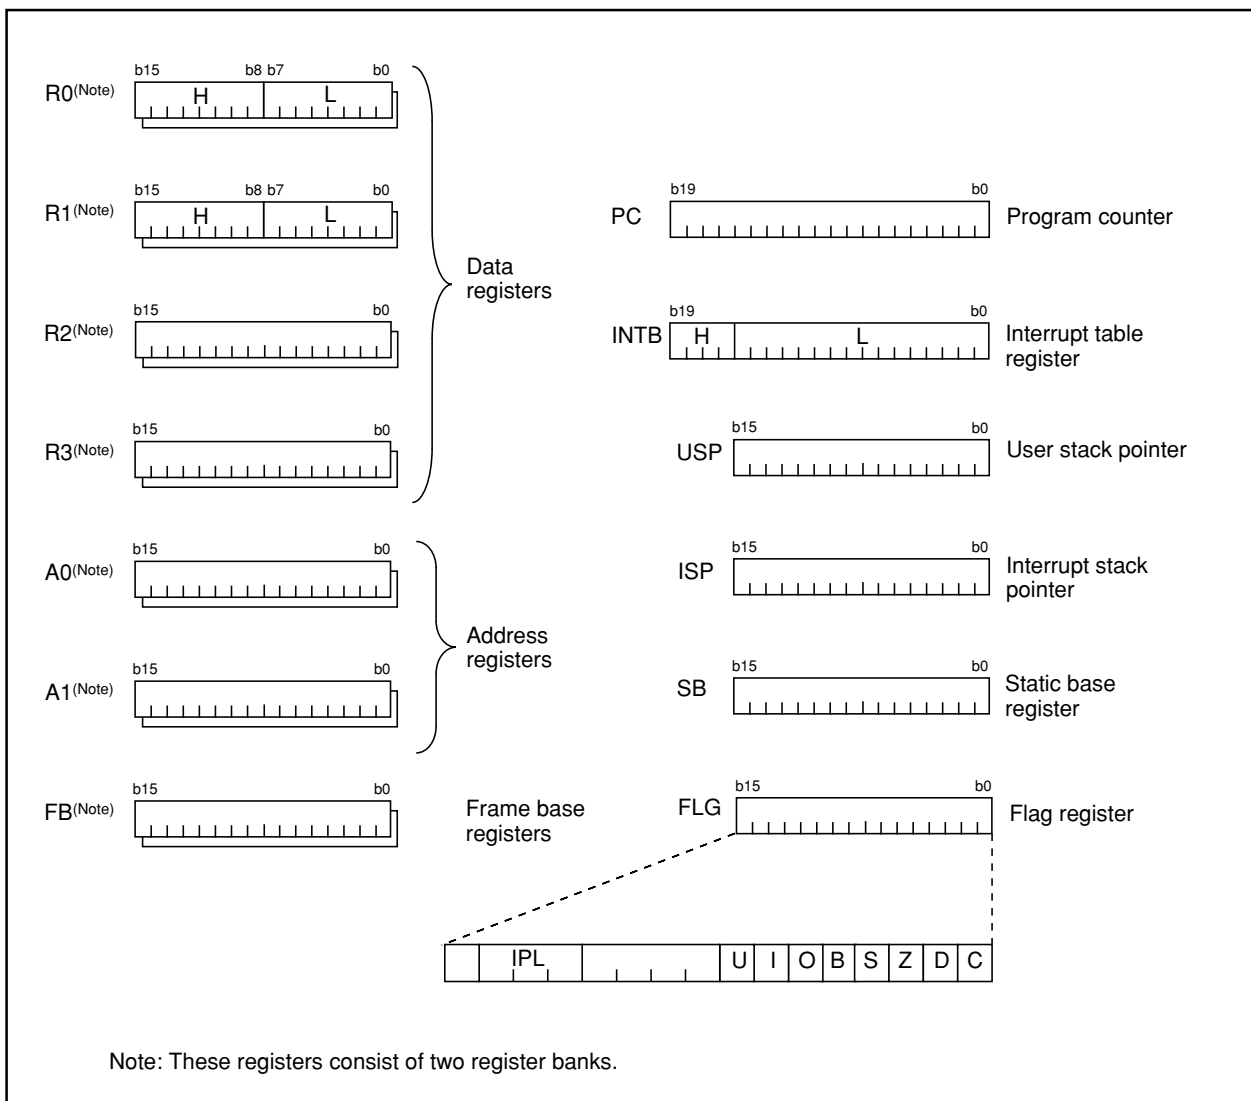 b15 b8 b7 b0
R0(Note) H L
b15 b8 b7 b0
R1(Note) H L
Data
registers
b15 b0
R2(Note)
b15 b0
R3(Note)
b15 b0
A0(Note)
Address
registers
b15 b0
A1(Note)
b15 b0
FB(Note)
Frame base
registers
b19 b0
PC Program counter
b19 b0
INTB H L Interrupt table
register
b15 b0
USP User stack pointer
b15 b0
ISP Interrupt stack
pointer
b15 b0
SB Static base
register
b15 b0
FLG Flag register
IPL U I O B S Z D C
Note: These registers consist of two register banks.